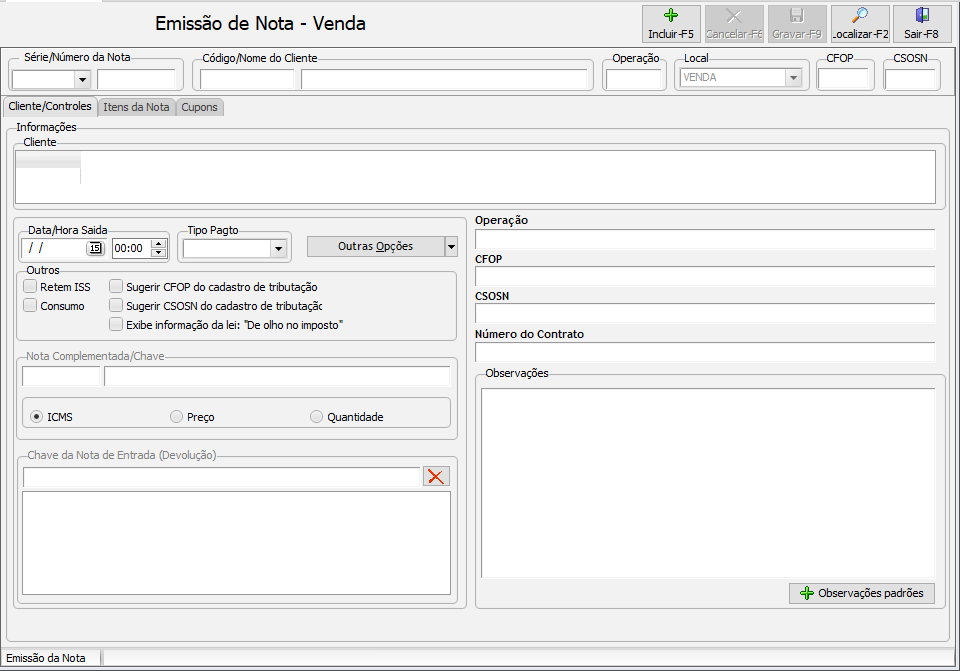 Emissão de Nota - Venda
Incluir-F5 Cancelar-F6 Gravar-F9 Localizar-F2 Sair-F8
Série/Número da Nota Código/Nome do Cliente Operação Local CFOP CSOSN
VENDA
Cliente/Controles Itens da Nota Cupons
Informações
Cliente
Data/Hora Saida Tipo Pagto
/ / 15 00:00 Outras Opções
Outros
Retem ISS Sugerir CFOP do cadastro de tributação
Consumo Sugerir CSOSN do cadastro de tributação
Exibe informação da lei: "De olho no imposto"
Nota Complementada/Chave
ICMS Preço Quantidade
Chave da Nota de Entrada (Devolução)
Operação
CFOP
CSOSN
Número do Contrato
Observações
Observações padrões
Emissão da Nota